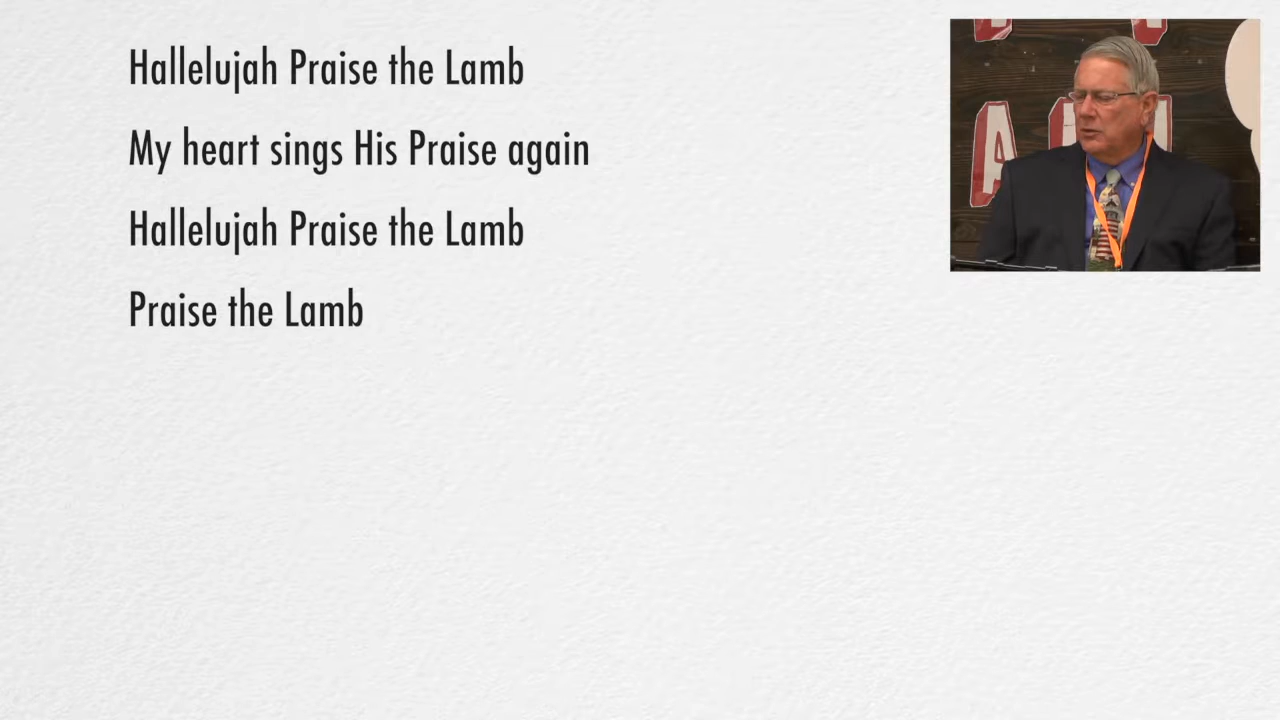 Hallelujah Praise the Lamb
My heart sings His Praise again
Hallelujah Praise the Lamb
Praise the Lamb